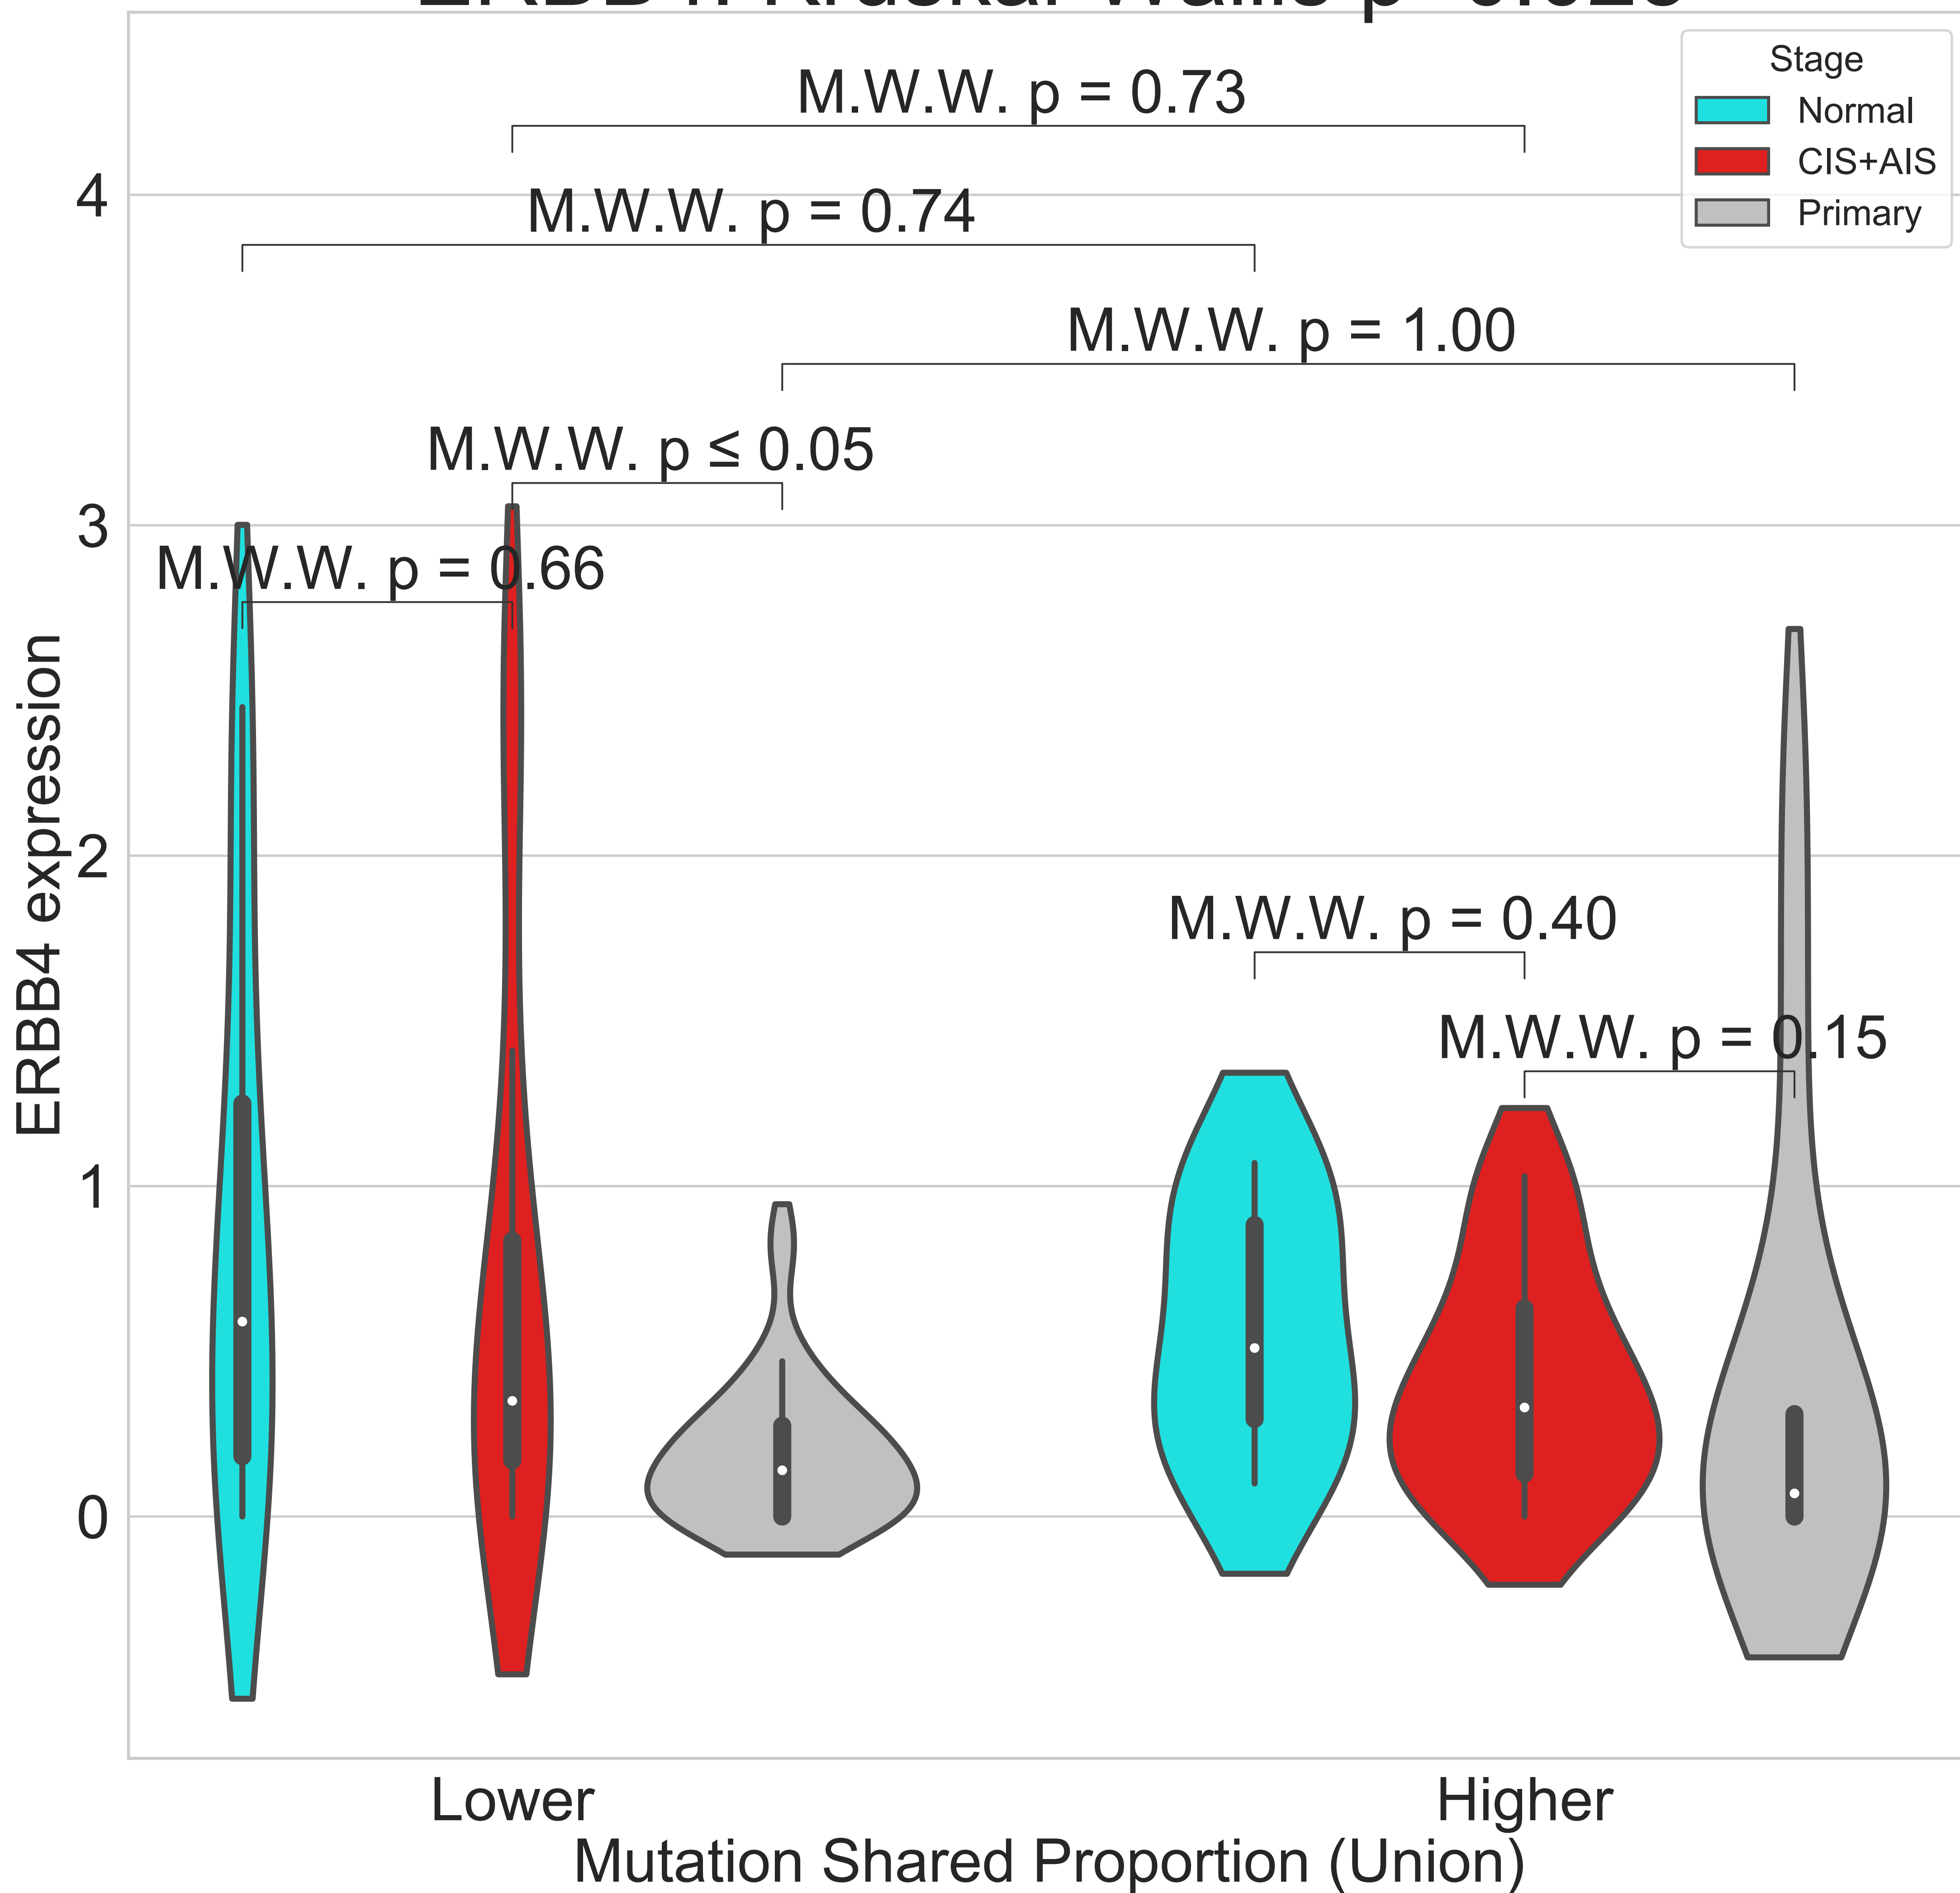 Stage
Normal
CIS+AIS
Primary
M.W.W. p = 0.73
4
M.W.W. p = 0.74
M.W.W. p = 1.00
M.W.W. p ≤ 0.05
3
M.W.W. p = 0.66
ERBB4 expression
2
M.W.W. p = 0.40
M.W.W. p = 0.15
1
0
Lower
Higher
Mutation Shared Proportion (Union)